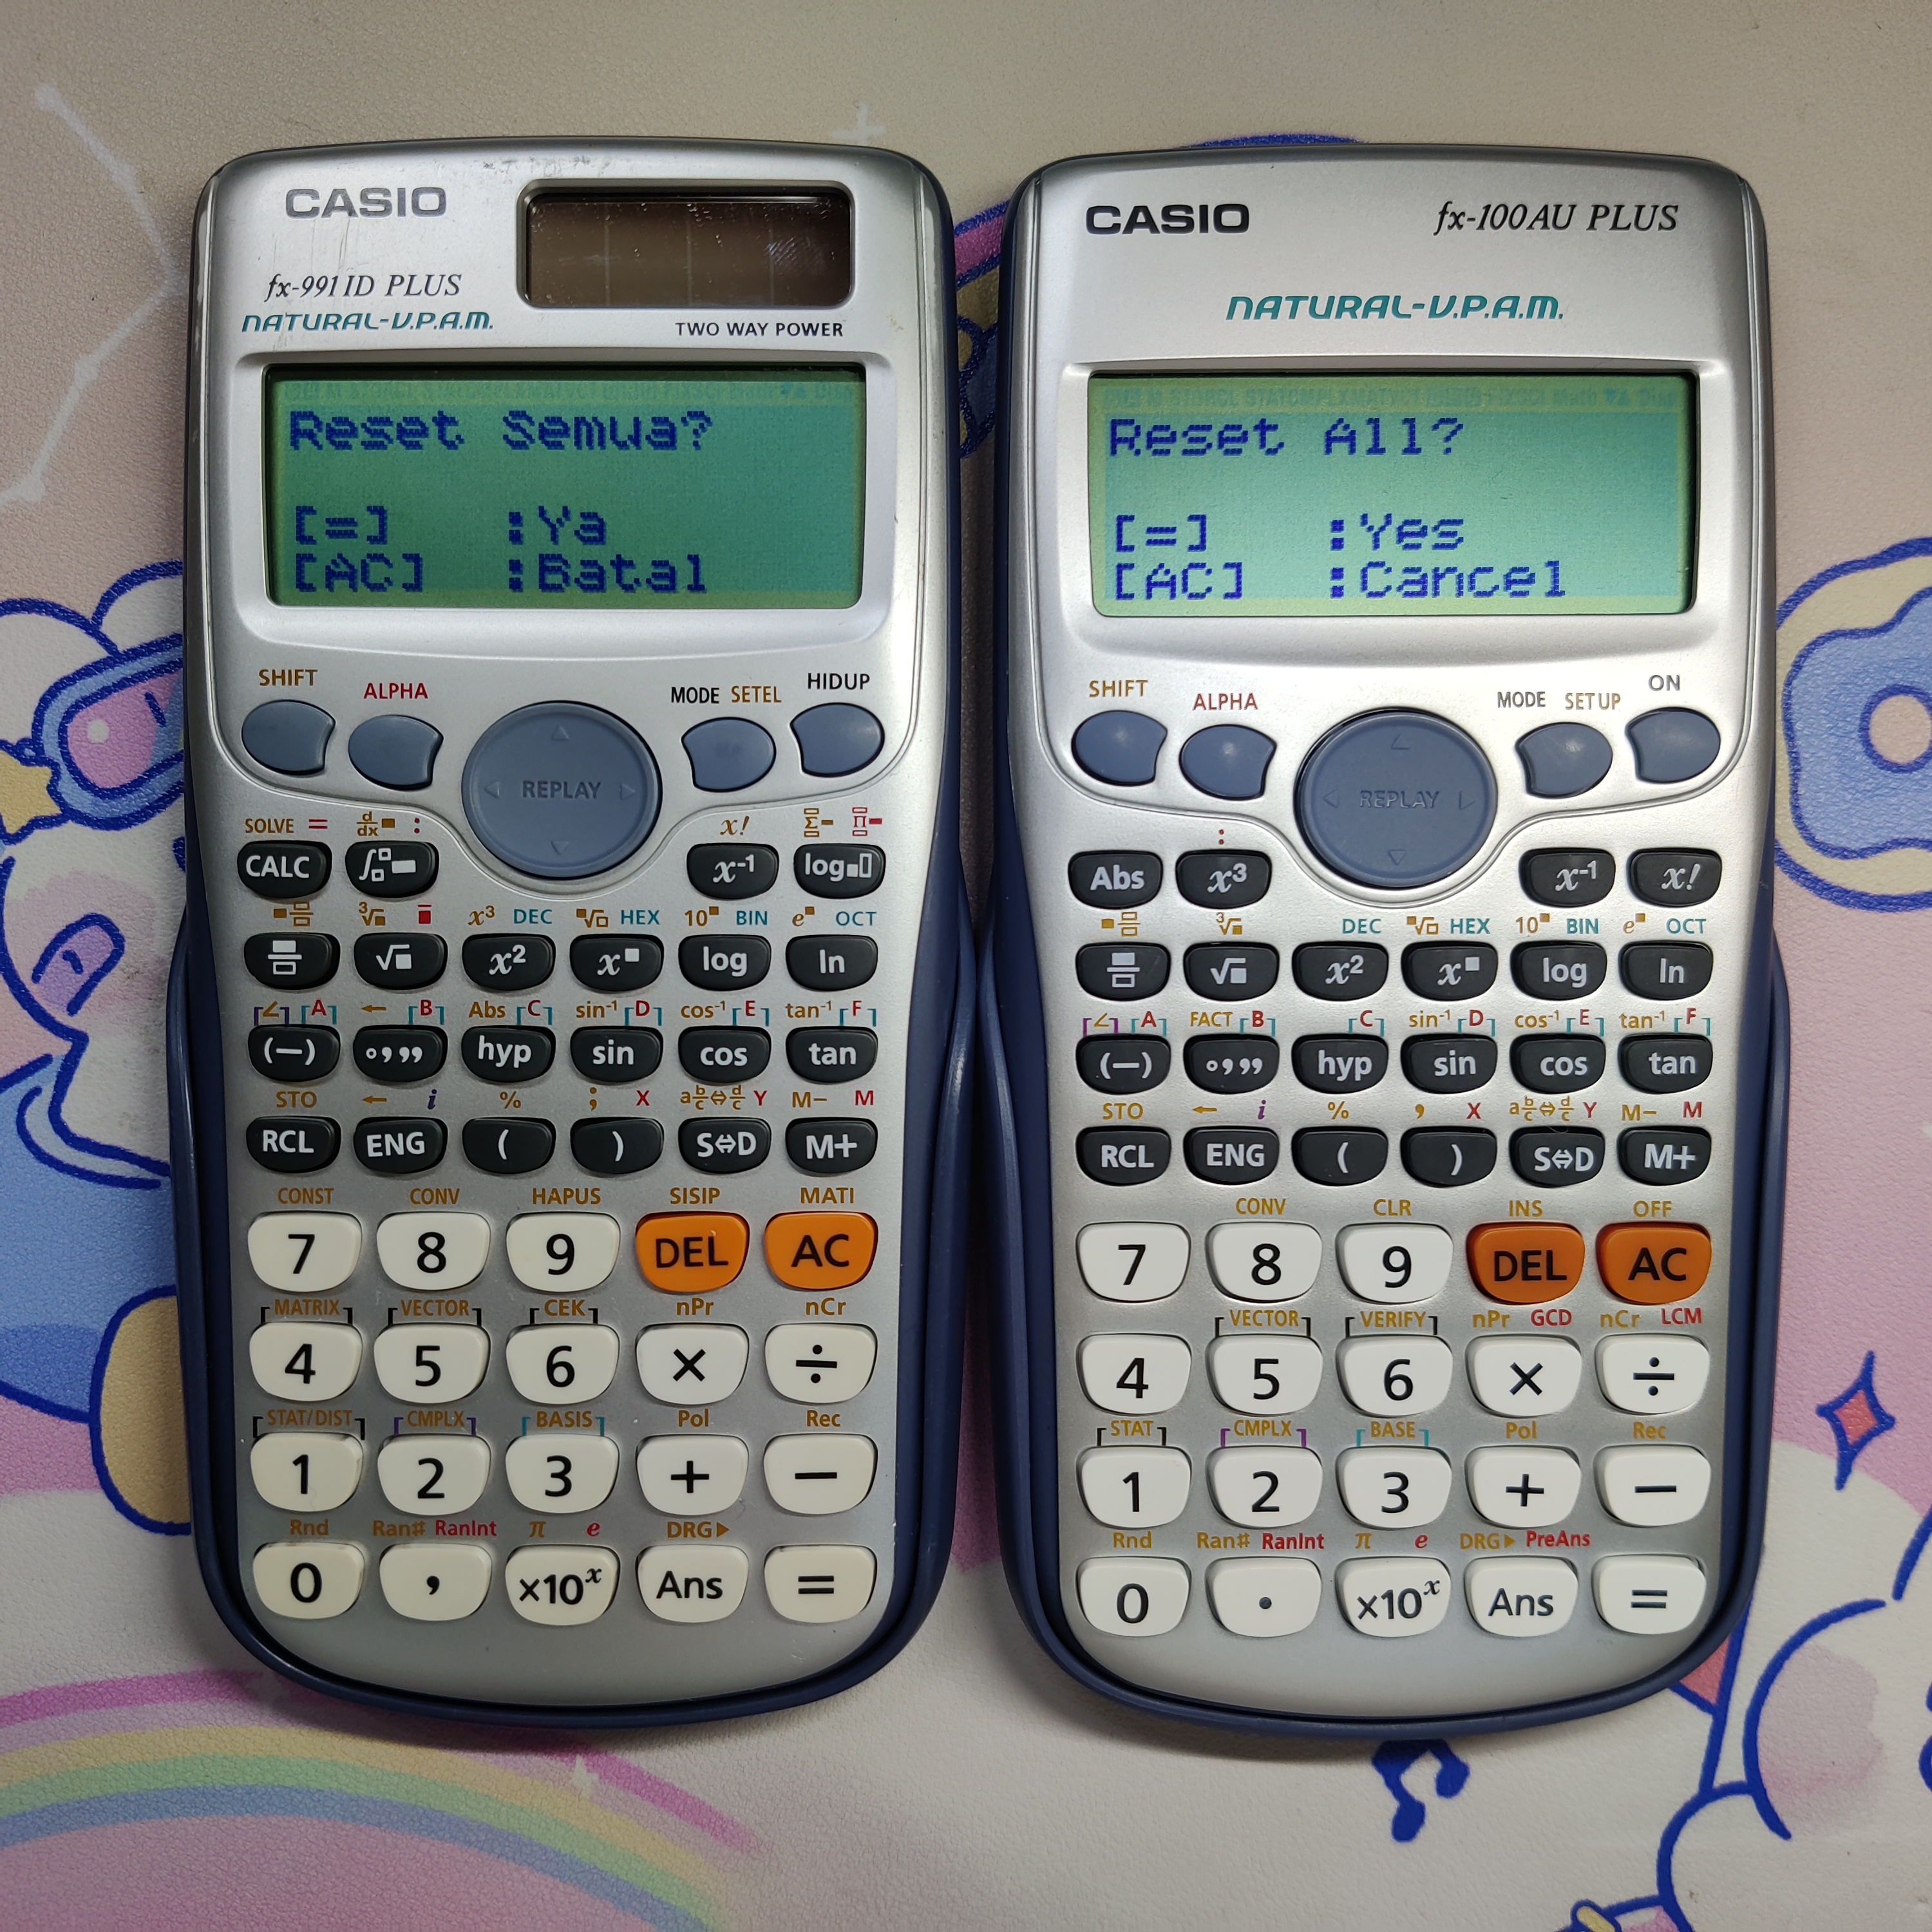 CASIO
fx-991ID PLUS
NATURAL-V.P.A.M.
TWO WAY POWER
Reset Semua?
[=] :Ya
[AC] :Batal
SHIFT ALPHA MODE SETEL HIDUP
REPLAY
SOLVE = d/dx■ : x! Σ Π
CALC ∫ x⁻¹ log
³√ x³ DEC √ HEX 10■ BIN e■ OCT
√■ x² x■ log ln
∠ A ← B Abs C sin⁻¹ D cos⁻¹ E tan⁻¹ F
(−) °,,, hyp sin cos tan
STO ← i % ; X a b/c⇔d/c Y M− M
RCL ENG ( ) S⇔D M+
CONST CONV HAPUS SISIP MATI
7 8 9 DEL AC
MATRIX VECTOR CEK nPr nCr
4 5 6 × ÷
STAT/DIST CMPLX BASIS Pol Rec
1 2 3 + −
Rnd Ran# RanInt π e DRG▶
0 , ×10ˣ Ans =
CASIO fx-100AU PLUS
NATURAL-V.P.A.M.
Reset All?
[=] :Yes
[AC] :Cancel
SHIFT ALPHA MODE SETUP ON
REPLAY
:
Abs x³ x⁻¹ x!
³√ DEC √ HEX 10■ BIN e■ OCT
√■ x² x■ log ln
∠ A FACT B C sin⁻¹ D cos⁻¹ E tan⁻¹ F
(−) °,,, hyp sin cos tan
STO ← i % , X a b/c⇔d/c Y M− M
RCL ENG ( ) S⇔D M+
CONV CLR INS OFF
7 8 9 DEL AC
VECTOR VERIFY nPr GCD nCr LCM
4 5 6 × ÷
STAT CMPLX BASE Pol Rec
1 2 3 + −
Rnd Ran# RanInt π e DRG▶ PreAns
0 . ×10ˣ Ans =